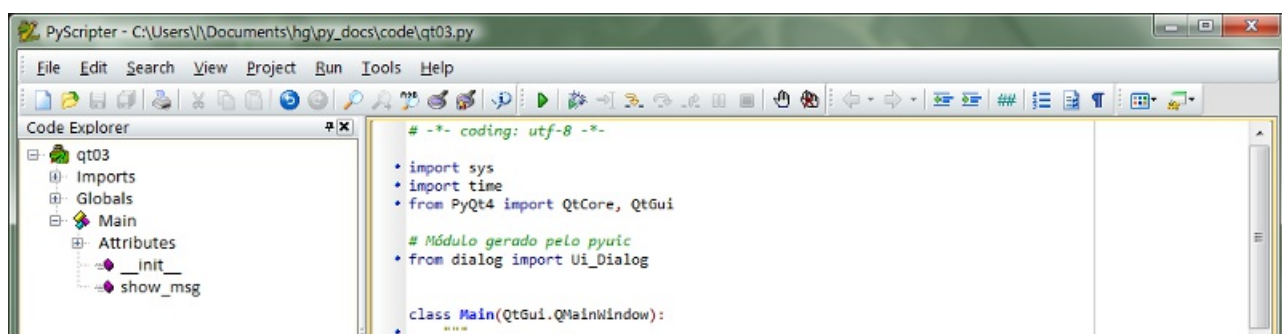 PyScripter - C:\Users\l\Documents\hg\py_docs\code\qt03.py
File Edit Search View Project Run Tools Help
Code Explorer
qt03
Imports
Globals
Main
Attributes
__init__
show_msg
# -*- coding: utf-8 -*-
import sys
import time
from PyQt4 import QtCore, QtGui
# Módulo gerado pelo pyuic
from dialog import Ui_Dialog
class Main(QtGui.QMainWindow):
"""